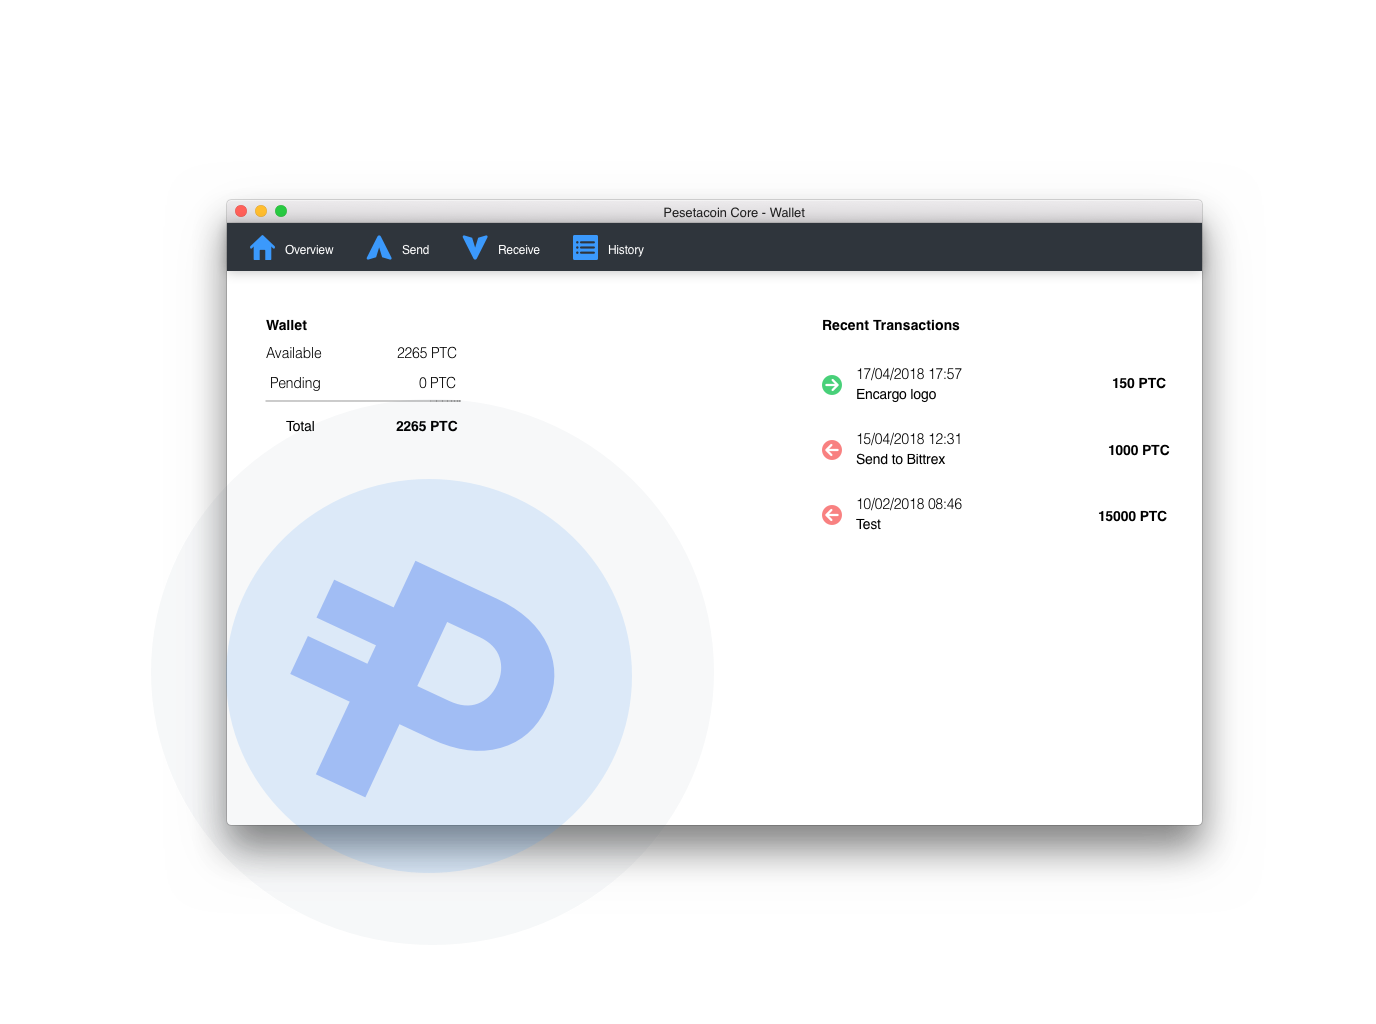 Pesetacoin Core - Wallet
Overview Send Receive History
Wallet
Available 2265 PTC
Pending 0 PTC
Total 2265 PTC
Recent Transactions
17/04/2018 17:57
Encargo logo
150 PTC
15/04/2018 12:31
Send to Bittrex
1000 PTC
10/02/2018 08:46
Test
15000 PTC